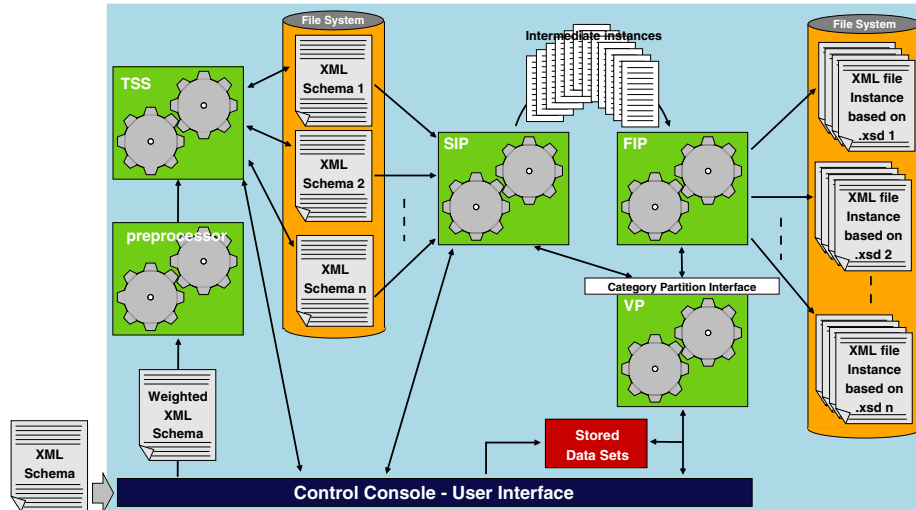 File System
XML
Schema 1
XML
Schema 2
XML
Schema n
TSS
preprocessor
Weighted
XML
Schema
XML
Schema
Intermediate instances
SIP
FIP
Category Partition Interface
VP
Stored
Data Sets
Control Console - User Interface
File System
XML file
Instance
based on
.xsd 1
XML file
Instance
based on
.xsd 2
XML file
Instance
based on
.xsd n